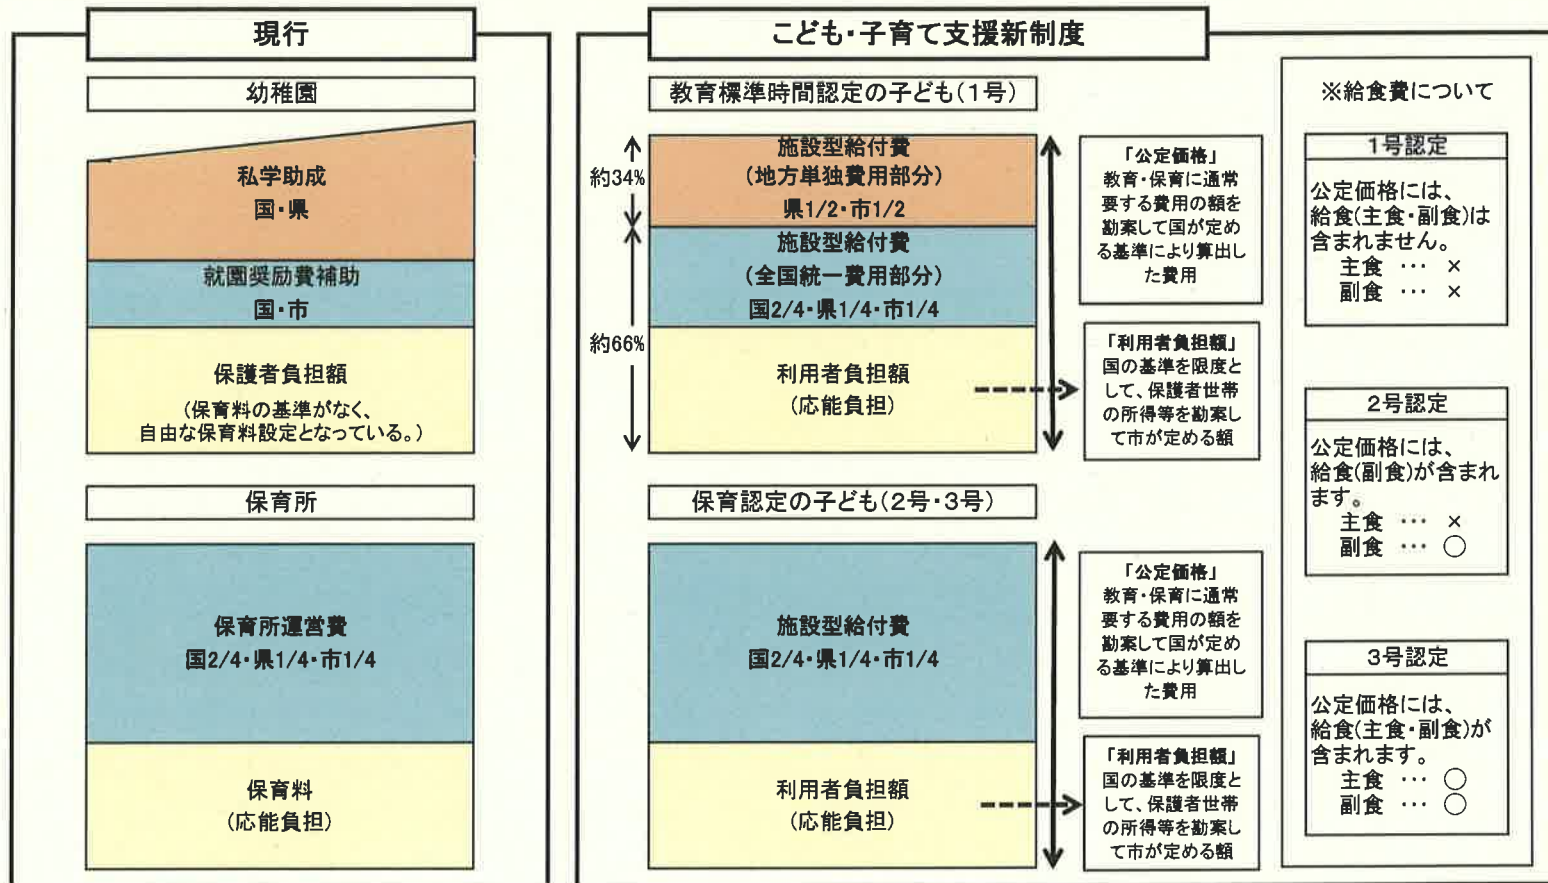 現行
幼稚園
私学助成
国・県
就園奨励費補助
国・市
保護者負担額
(保育料の基準がなく、
自由な保育料設定となっている。)
保育所
保育所運営費
国2/4・県1/4・市1/4
保育料
(応能負担)
こども・子育て支援新制度
教育標準時間認定の子ども(1号)
約34%
施設型給付費
(地方単独費用部分)
県1/2・市1/2
約66%
施設型給付費
(全国統一費用部分)
国2/4・県1/4・市1/4
利用者負担額
(応能負担)
「公定価格」
教育・保育に通常
要する費用の額を
勘案して国が定め
る基準により算出し
た費用
「利用者負担額」
国の基準を限度と
して、保護者世帯
の所得等を勘案し
て市が定める額
保育認定の子ども(2号・3号)
施設型給付費
国2/4・県1/4・市1/4
利用者負担額
(応能負担)
「公定価格」
教育・保育に通常
要する費用の額を
勘案して国が定め
る基準により算出し
た費用
「利用者負担額」
国の基準を限度と
して、保護者世帯
の所得等を勘案し
て市が定める額
※給食費について
1号認定
公定価格には、
給食(主食・副食)は
含まれません。
主食 … ×
副食 … ×
2号認定
公定価格には、
給食(副食)が含まれ
ます。
主食 … ×
副食 … ○
3号認定
公定価格には、
給食(主食・副食)が
含まれます。
主食 … ○
副食 … ○